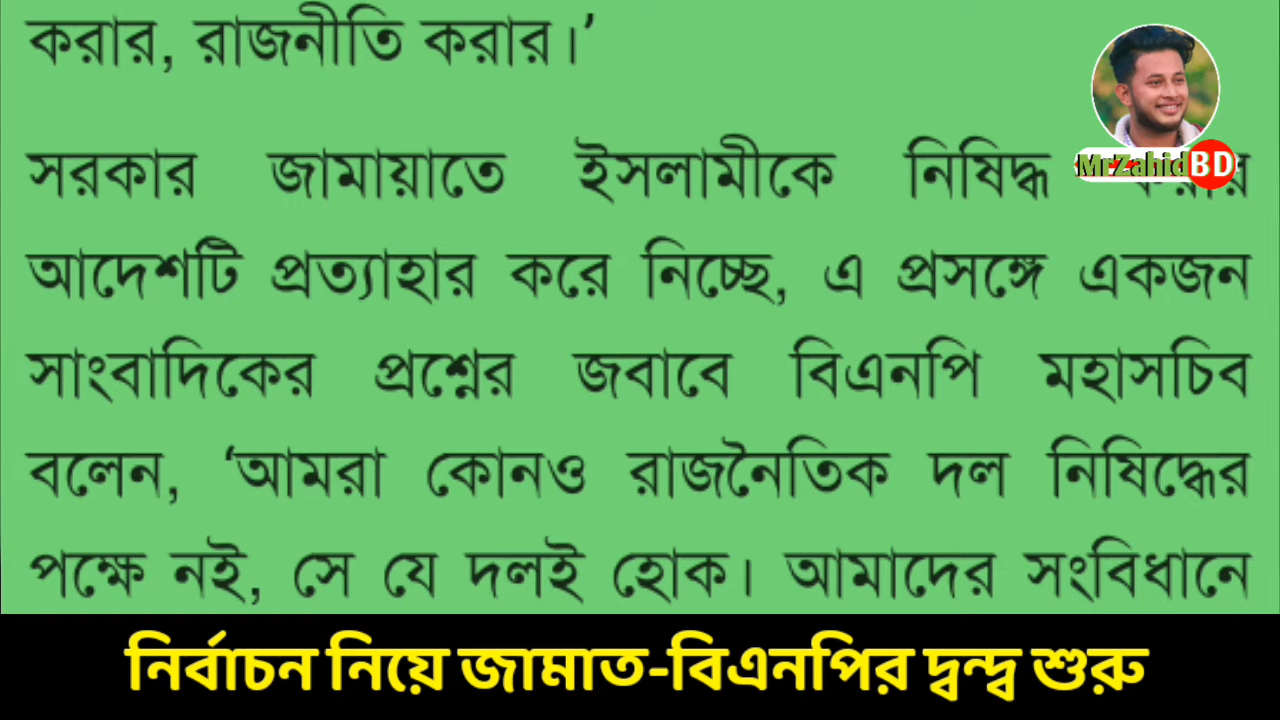 করার, রাজনীতি করার।’
MrZahidBD
সরকার জামায়াতে ইসলামীকে নিষিদ্ধ করার
আদেশটি প্রত্যাহার করে নিচ্ছে, এ প্রসঙ্গে একজন
সাংবাদিকের প্রশ্নের জবাবে বিএনপি মহাসচিব
বলেন, ‘আমরা কোনও রাজনৈতিক দল নিষিদ্ধের
পক্ষে নই, সে যে দলই হোক। আমাদের সংবিধানে
নির্বাচন নিয়ে জামাত-বিএনপির দ্বন্দ্ব শুরু